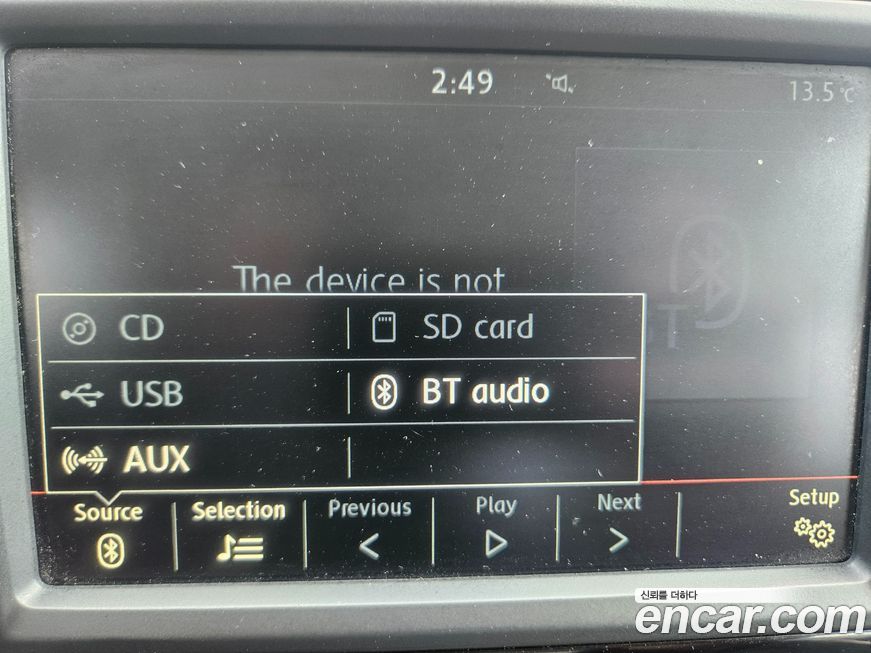 2:49
13.5 °C
The device is not
CD
SD card
USB
BT audio
AUX
Source
Selection
Previous
Play
Next
Setup
신뢰를 더하다
encar.com